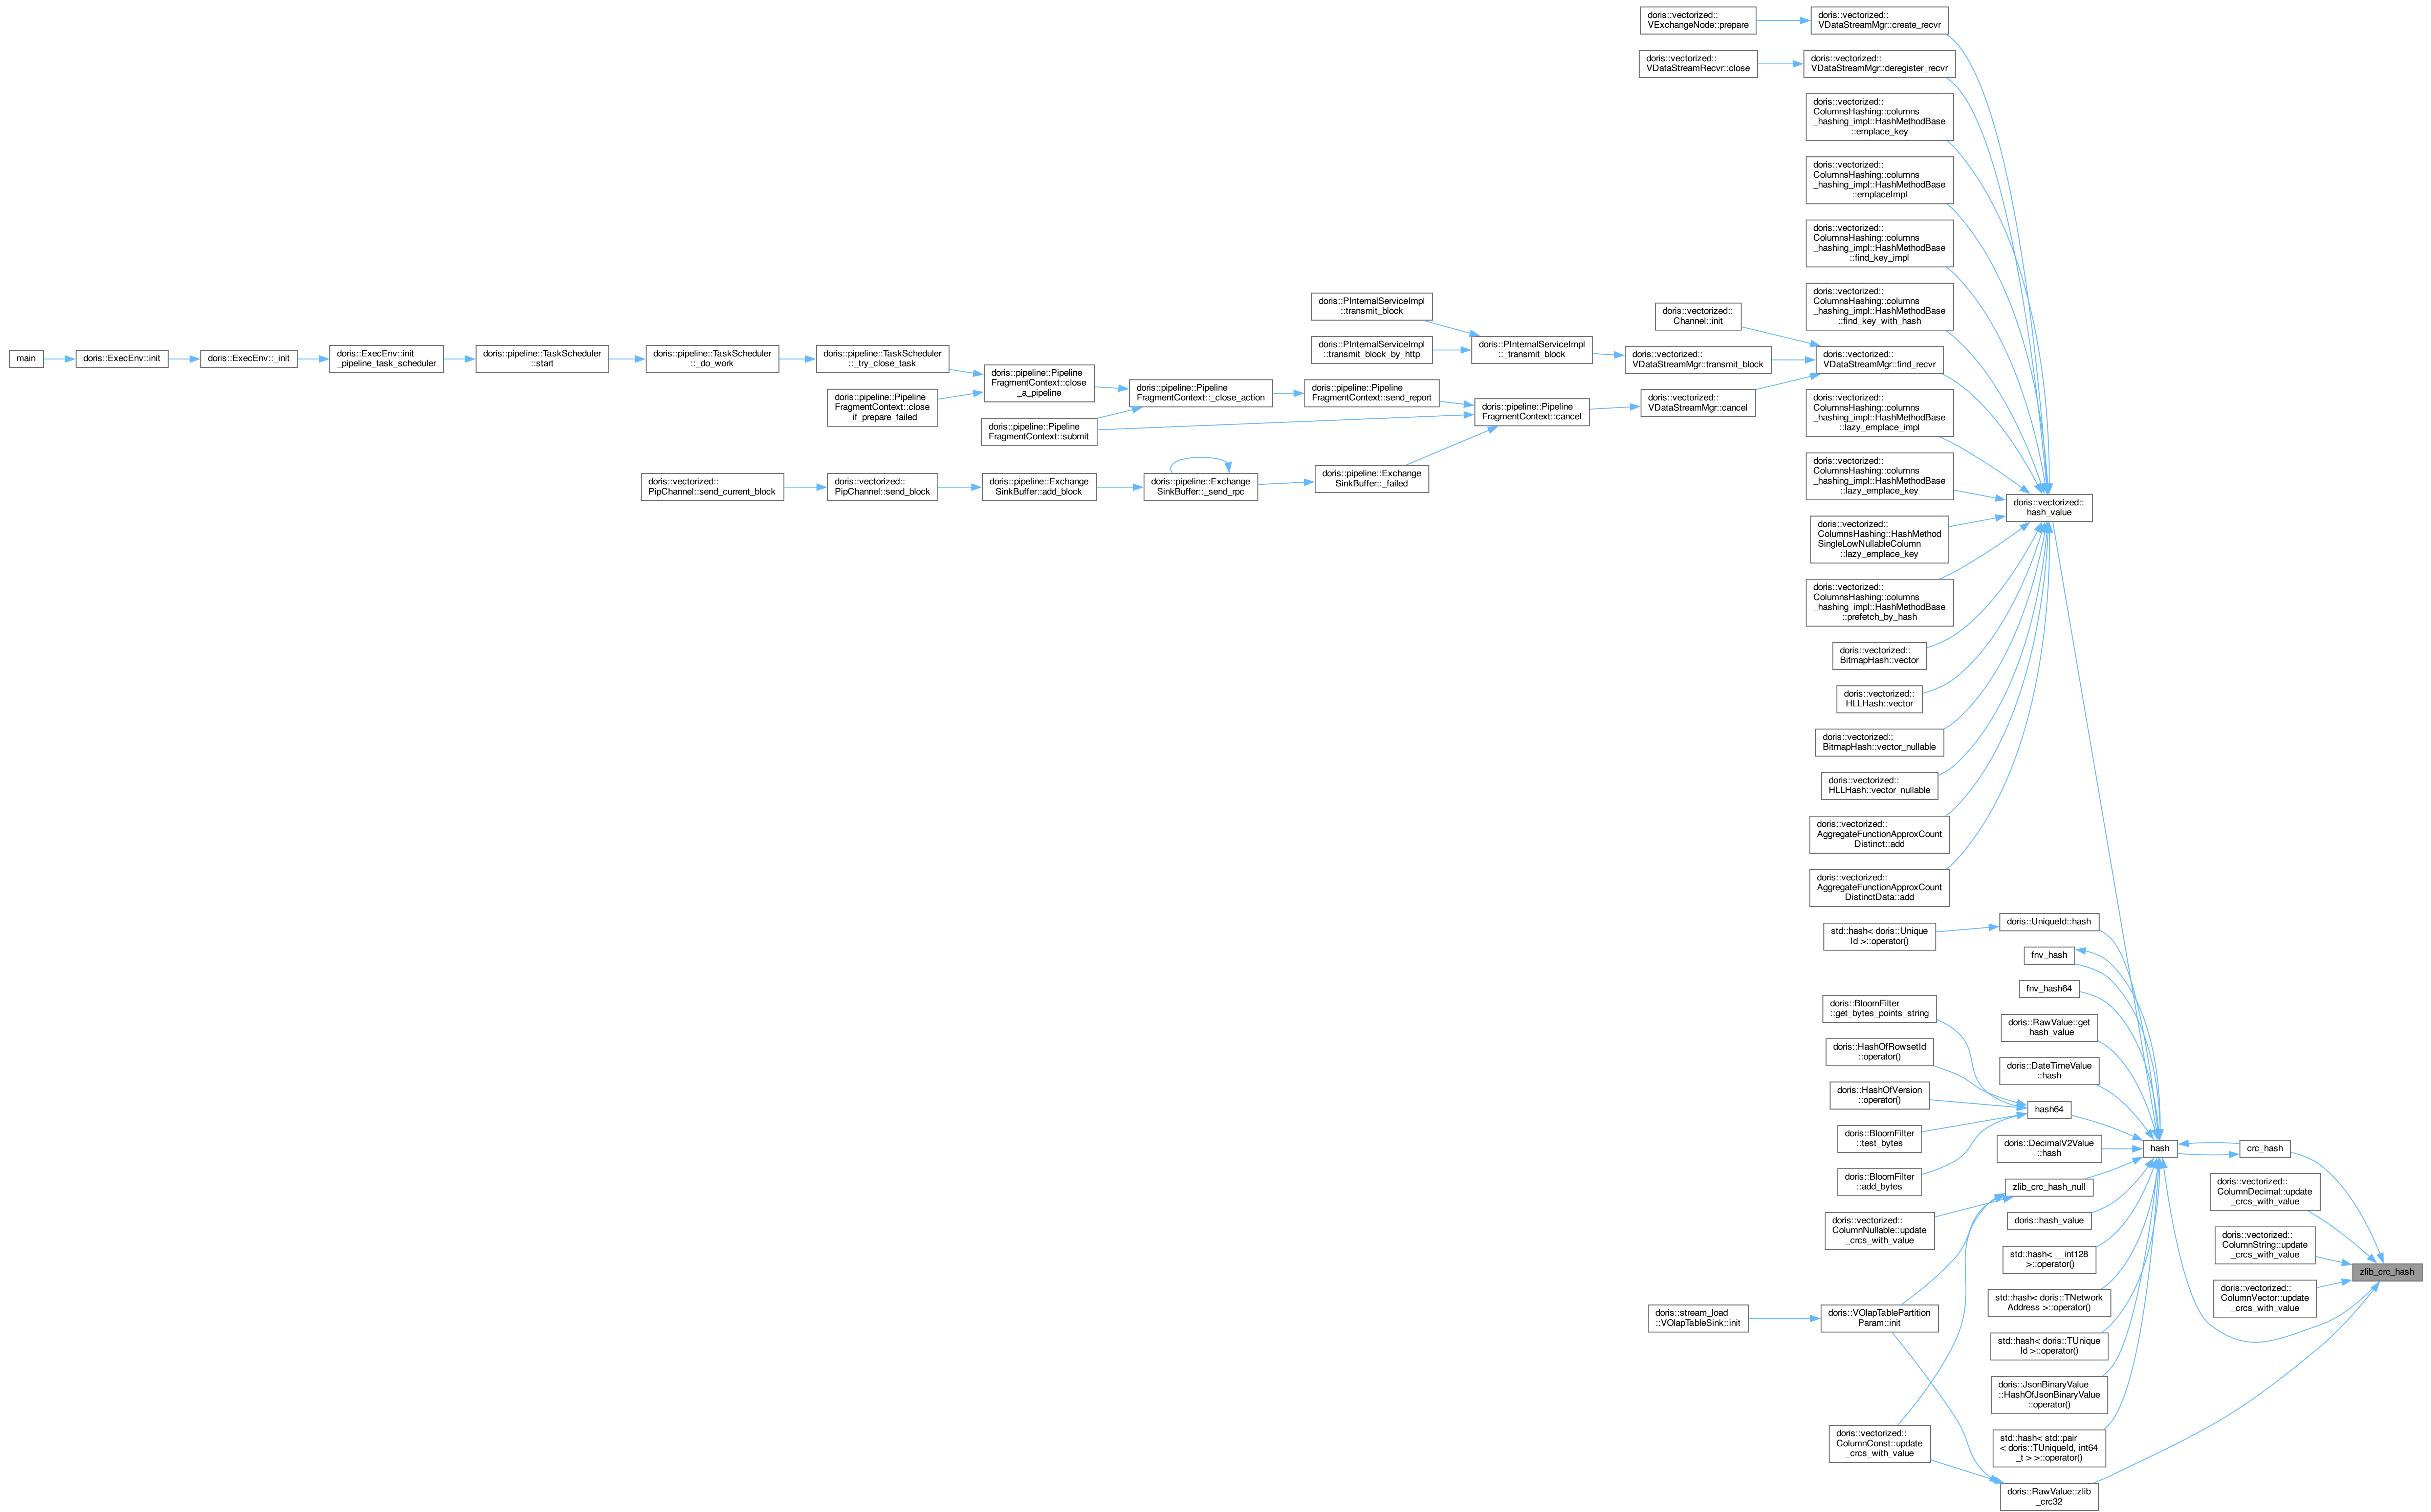 doris::vectorized::
VExchangeNode::prepare
doris::vectorized::
VDataStreamMgr::create_recvr
doris::vectorized::
VDataStreamRecvr::close
doris::vectorized::
VDataStreamMgr::deregister_recvr
doris::vectorized::
ColumnsHashing::columns
_hashing_impl::HashMethodBase
::emplace_key
doris::vectorized::
ColumnsHashing::columns
_hashing_impl::HashMethodBase
::emplaceImpl
doris::vectorized::
ColumnsHashing::columns
_hashing_impl::HashMethodBase
::find_key_impl
doris::vectorized::
ColumnsHashing::columns
_hashing_impl::HashMethodBase
::find_key_with_hash
doris::PInternalServiceImpl
::transmit_block
doris::vectorized::
Channel::init
main
doris::ExecEnv::init
doris::ExecEnv::_init
doris::ExecEnv::init
_pipeline_task_scheduler
doris::pipeline::TaskScheduler
::start
doris::pipeline::TaskScheduler
::_do_work
doris::pipeline::TaskScheduler
::_try_close_task
doris::pipeline::Pipeline
FragmentContext::close
_a_pipeline
doris::pipeline::Pipeline
FragmentContext::close
_if_prepare_failed
doris::pipeline::Pipeline
FragmentContext::submit
doris::pipeline::Pipeline
FragmentContext::_close_action
doris::pipeline::Pipeline
FragmentContext::send_report
doris::PInternalServiceImpl
::transmit_block_by_http
doris::PInternalServiceImpl
::_transmit_block
doris::vectorized::
VDataStreamMgr::transmit_block
doris::vectorized::
VDataStreamMgr::find_recvr
doris::pipeline::Pipeline
FragmentContext::cancel
doris::vectorized::
VDataStreamMgr::cancel
doris::vectorized::
ColumnsHashing::columns
_hashing_impl::HashMethodBase
::lazy_emplace_impl
doris::vectorized::
PipChannel::send_current_block
doris::vectorized::
PipChannel::send_block
doris::pipeline::Exchange
SinkBuffer::add_block
doris::pipeline::Exchange
SinkBuffer::_send_rpc
doris::pipeline::Exchange
SinkBuffer::_failed
doris::vectorized::
ColumnsHashing::columns
_hashing_impl::HashMethodBase
::lazy_emplace_key
doris::vectorized::
hash_value
doris::vectorized::
ColumnsHashing::HashMethod
SingleLowNullableColumn
::lazy_emplace_key
doris::vectorized::
ColumnsHashing::columns
_hashing_impl::HashMethodBase
::prefetch_by_hash
doris::vectorized::
BitmapHash::vector
doris::vectorized::
HLLHash::vector
doris::vectorized::
BitmapHash::vector_nullable
doris::vectorized::
HLLHash::vector_nullable
doris::vectorized::
AggregateFunctionApproxCount
Distinct::add
doris::vectorized::
AggregateFunctionApproxCount
DistinctData::add
std::hash< doris::Unique
Id >::operator()
doris::UniqueId::hash
fnv_hash
fnv_hash64
doris::RawValue::get
_hash_value
doris::DateTimeValue
::hash
doris::BloomFilter
::get_bytes_points_string
doris::HashOfRowsetId
::operator()
doris::HashOfVersion
::operator()
doris::BloomFilter
::test_bytes
doris::BloomFilter
::add_bytes
hash64
doris::DecimalV2Value
::hash
hash
crc_hash
zlib_crc_hash_null
doris::vectorized::
ColumnNullable::update
_crcs_with_value
doris::hash_value
std::hash< __int128
>::operator()
doris::vectorized::
ColumnDecimal::update
_crcs_with_value
doris::vectorized::
ColumnString::update
_crcs_with_value
doris::vectorized::
ColumnVector::update
_crcs_with_value
zlib_crc_hash
std::hash< doris::TNetwork
Address >::operator()
doris::stream_load
::VOlapTableSink::init
doris::VOlapTablePartition
Param::init
std::hash< doris::TUnique
Id >::operator()
doris::JsonBinaryValue
::HashOfJsonBinaryValue
::operator()
doris::vectorized::
ColumnConst::update
_crcs_with_value
std::hash< std::pair
< doris::TUniqueId, int64
_t > >::operator()
doris::RawValue::zlib
_crc32